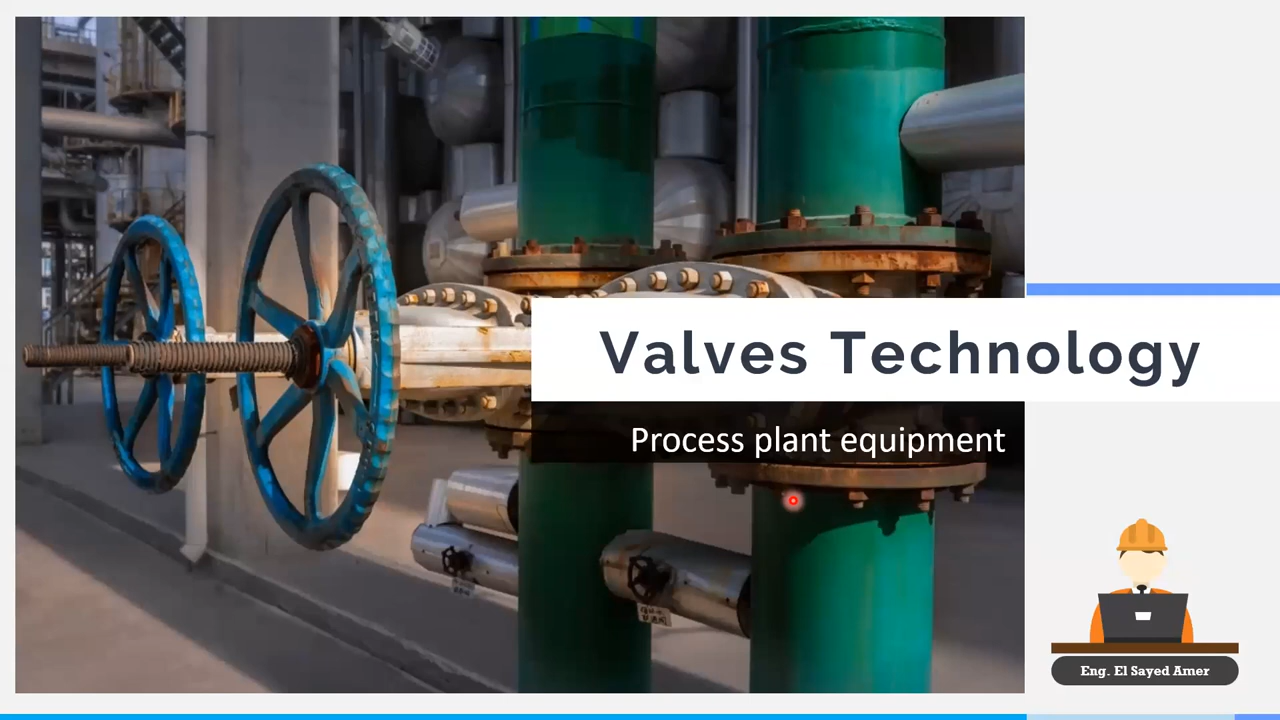 Valves Technology
Process plant equipment
Eng. El Sayed Amer